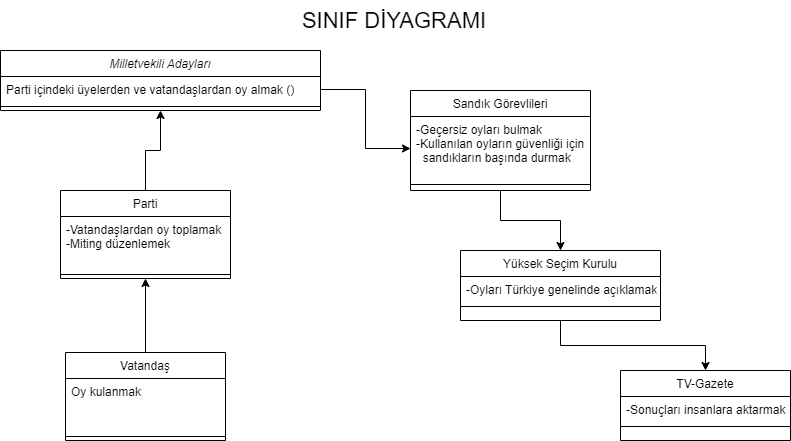 SINIF DİYAGRAMI
Milletvekili Adayları
Parti içindeki üyelerden ve vatandaşlardan oy almak ()
Sandık Görevlileri
-Geçersiz oyları bulmak
-Kullanılan oyların güvenliği için
sandıkların başında durmak
Parti
-Vatandaşlardan oy toplamak
-Miting düzenlemek
Yüksek Seçim Kurulu
-Oyları Türkiye genelinde açıklamak
Vatandaş
Oy kulanmak
TV-Gazete
-Sonuçları insanlara aktarmak